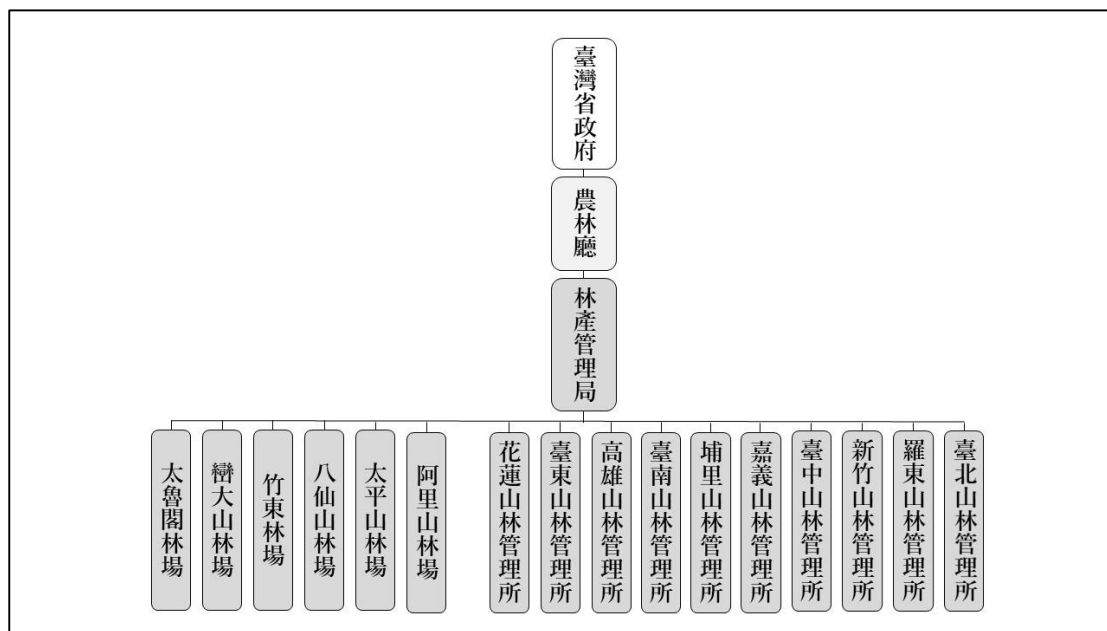 臺灣省政府
農林廳
林產管理局
太魯閣林場
巒大山林場
竹東林場
八仙山林場
太平山林場
阿里山林場
花蓮山林管理所
臺東山林管理所
高雄山林管理所
臺南山林管理所
埔里山林管理所
嘉義山林管理所
臺中山林管理所
新竹山林管理所
羅東山林管理所
臺北山林管理所